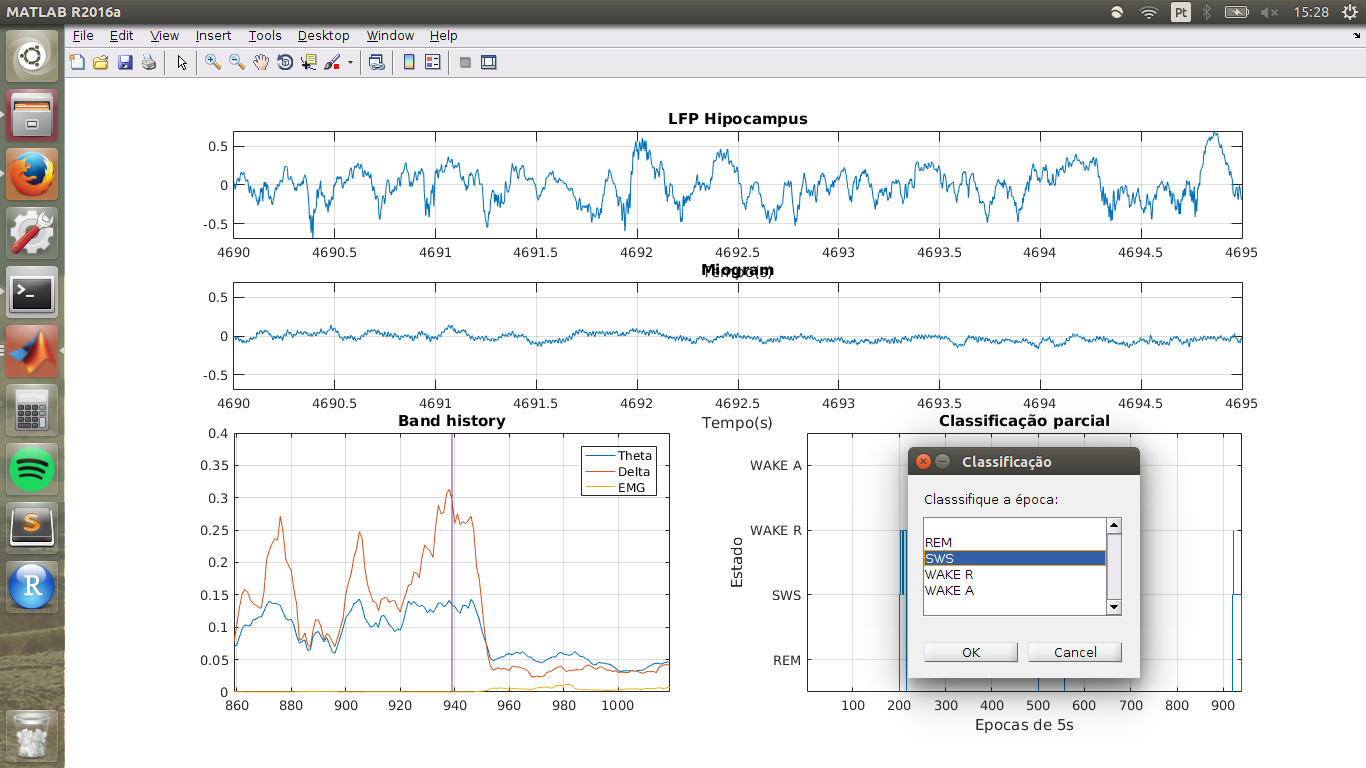 MATLAB R2016a
Pt
15:28
File Edit View Insert Tools Desktop Window Help
LFP Hipocampus
0.5
0
-0.5
4690 4690.5 4691 4691.5 4692 4692.5 4693 4693.5 4694 4694.5 4695
Tempo(s)
Miogram
0.5
0
-0.5
4690 4690.5 4691 4691.5 4692 4692.5 4693 4693.5 4694 4694.5 4695
Tempo(s)
Band history
0.4
0.35
0.3
0.25
0.2
0.15
0.1
0.05
0
860 880 900 920 940 960 980 1000
Theta
Delta
EMG
Classificação parcial
Estado
WAKE A
WAKE R
SWS
REM
100 200 300 400 500 600 700 800 900
Epocas de 5s
Classificação
Classsifique a época:
REM
SWS
WAKE R
WAKE A
OK Cancel
S
R